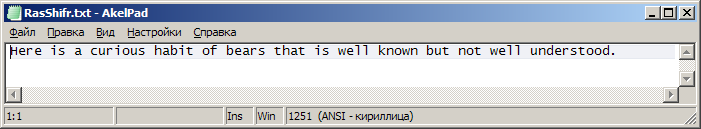 RasShifr.txt - AkelPad
Файл Правка Вид Настройки Справка
Here is a curious habit of bears that is well known but not well understood.
1:1 Ins Win 1251 (ANSI - кириллица)